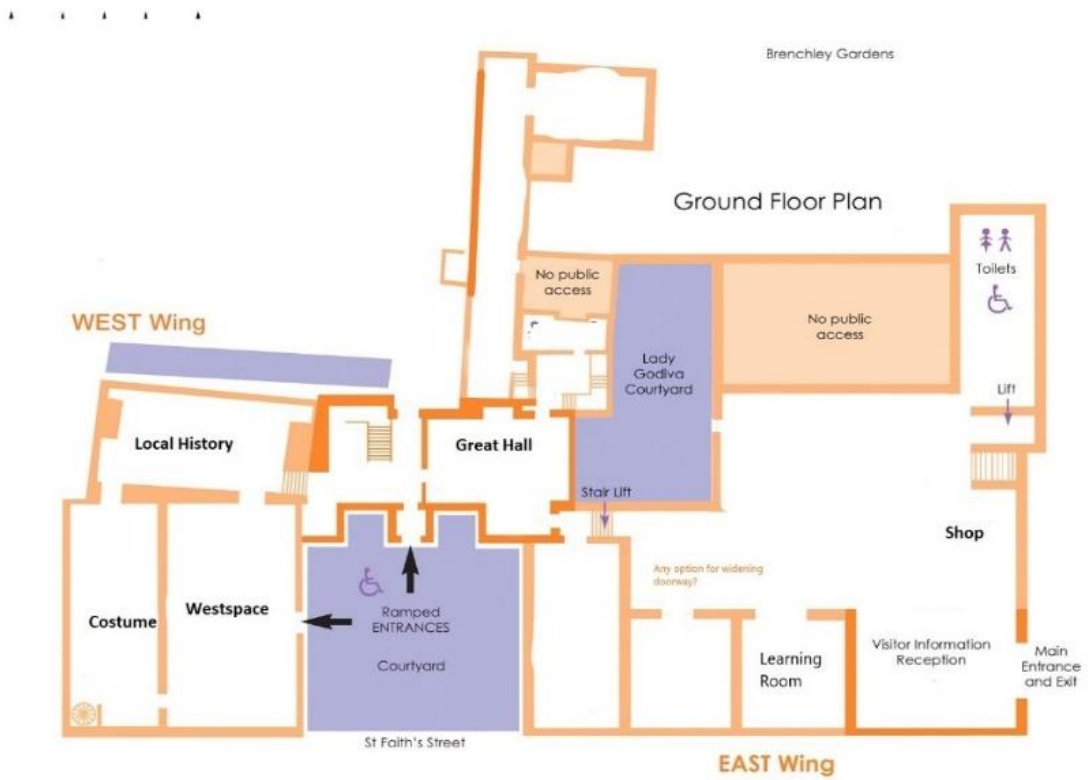 Brenchley Gardens
Ground Floor Plan
Toilets
No public
access
No public
access
WEST Wing
Lady
Godiva
Courtyard
Lift
Local History
Great Hall
Stair Lift
Shop
Any option for widening
doorway?
Costume
Westspace
Ramped
ENTRANCES
Courtyard
Learning
Room
Visitor Information
Reception
Main
Entrance
and Exit
St Faith's Street
EAST Wing